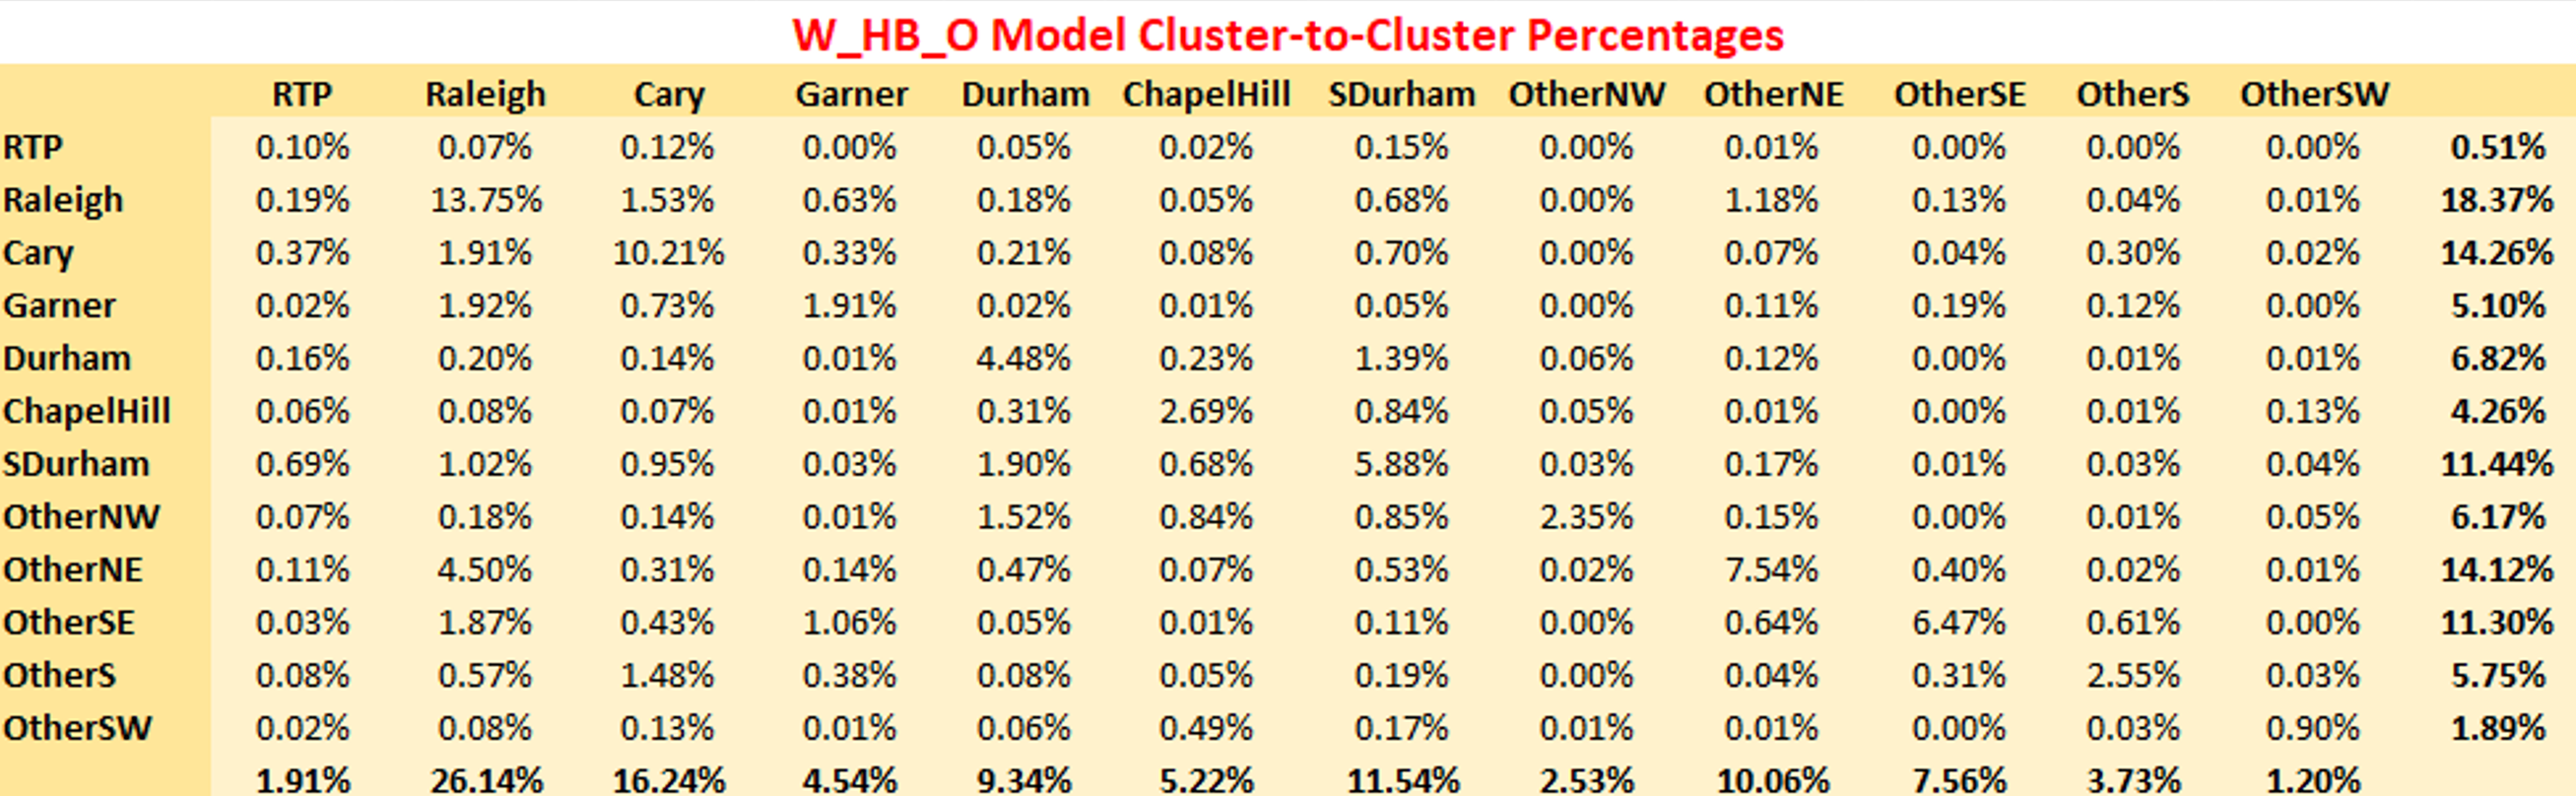 W_HB_O Model Cluster-to-Cluster Percentages
RTP Raleigh Cary Garner Durham ChapelHill SDurham OtherNW OtherNE OtherSE OtherS OtherSW
RTP 0.10% 0.07% 0.12% 0.00% 0.05% 0.02% 0.15% 0.00% 0.01% 0.00% 0.00% 0.00% 0.51%
Raleigh 0.19% 13.75% 1.53% 0.63% 0.18% 0.05% 0.68% 0.00% 1.18% 0.13% 0.04% 0.01% 18.37%
Cary 0.37% 1.91% 10.21% 0.33% 0.21% 0.08% 0.70% 0.00% 0.07% 0.04% 0.30% 0.02% 14.26%
Garner 0.02% 1.92% 0.73% 1.91% 0.02% 0.01% 0.05% 0.00% 0.11% 0.19% 0.12% 0.00% 5.10%
Durham 0.16% 0.20% 0.14% 0.01% 4.48% 0.23% 1.39% 0.06% 0.12% 0.00% 0.01% 0.01% 6.82%
ChapelHill 0.06% 0.08% 0.07% 0.01% 0.31% 2.69% 0.84% 0.05% 0.01% 0.00% 0.01% 0.13% 4.26%
SDurham 0.69% 1.02% 0.95% 0.03% 1.90% 0.68% 5.88% 0.03% 0.17% 0.01% 0.03% 0.04% 11.44%
OtherNW 0.07% 0.18% 0.14% 0.01% 1.52% 0.84% 0.85% 2.35% 0.15% 0.00% 0.01% 0.05% 6.17%
OtherNE 0.11% 4.50% 0.31% 0.14% 0.47% 0.07% 0.53% 0.02% 7.54% 0.40% 0.02% 0.01% 14.12%
OtherSE 0.03% 1.87% 0.43% 1.06% 0.05% 0.01% 0.11% 0.00% 0.64% 6.47% 0.61% 0.00% 11.30%
OtherS 0.08% 0.57% 1.48% 0.38% 0.08% 0.05% 0.19% 0.00% 0.04% 0.31% 2.55% 0.03% 5.75%
OtherSW 0.02% 0.08% 0.13% 0.01% 0.06% 0.49% 0.17% 0.01% 0.01% 0.00% 0.03% 0.90% 1.89%
1.91% 26.14% 16.24% 4.54% 9.34% 5.22% 11.54% 2.53% 10.06% 7.56% 3.73% 1.20%